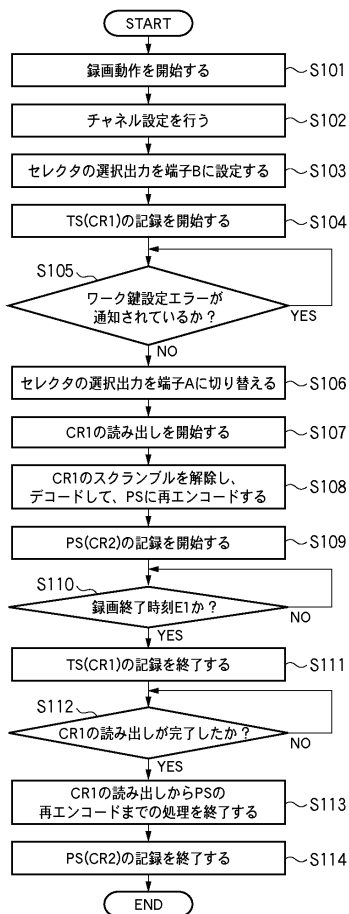 START
録画動作を開始する
S101
チャネル設定を行う
S102
セレクタの選択出力を端子Bに設定する
S103
TS(CR1)の記録を開始する
S104
S105
ワーク鍵設定エラーが
通知されているか?
YES
NO
セレクタの選択出力を端子Aに切り替える
S106
CR1の読み出しを開始する
S107
CR1のスクランブルを解除し、
デコードして、PSに再エンコードする
S108
PS(CR2)の記録を開始する
S109
S110
録画終了時刻E1か?
NO
YES
TS(CR1)の記録を終了する
S111
S112
CR1の読み出しが完了したか?
NO
YES
CR1の読み出しからPSの
再エンコードまでの処理を終了する
S113
PS(CR2)の記録を終了する
S114
END